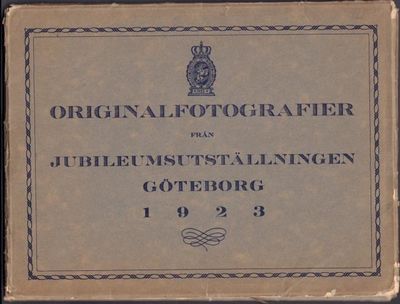 ORIGINALFOTOGRAFIER
FRÅN
JUBILEUMSUTSTÄLLNINGEN
GÖTEBORG
1923